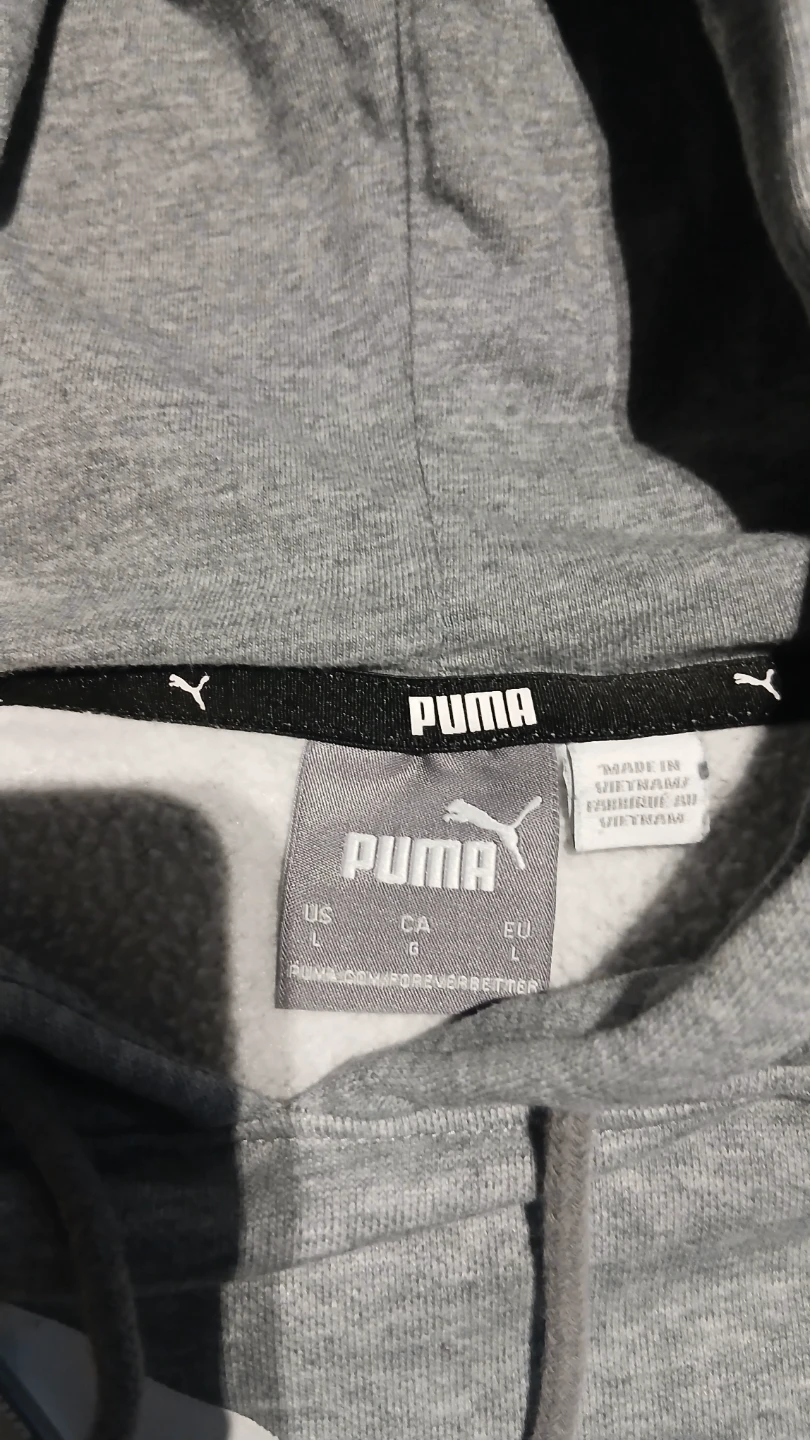 PUMA
PUMA
US CA EU
L G L
PUMA.COM/FOREVERBETTER
MADE IN
VIETNAM/
FABRIQUÉ AU
VIETNAM